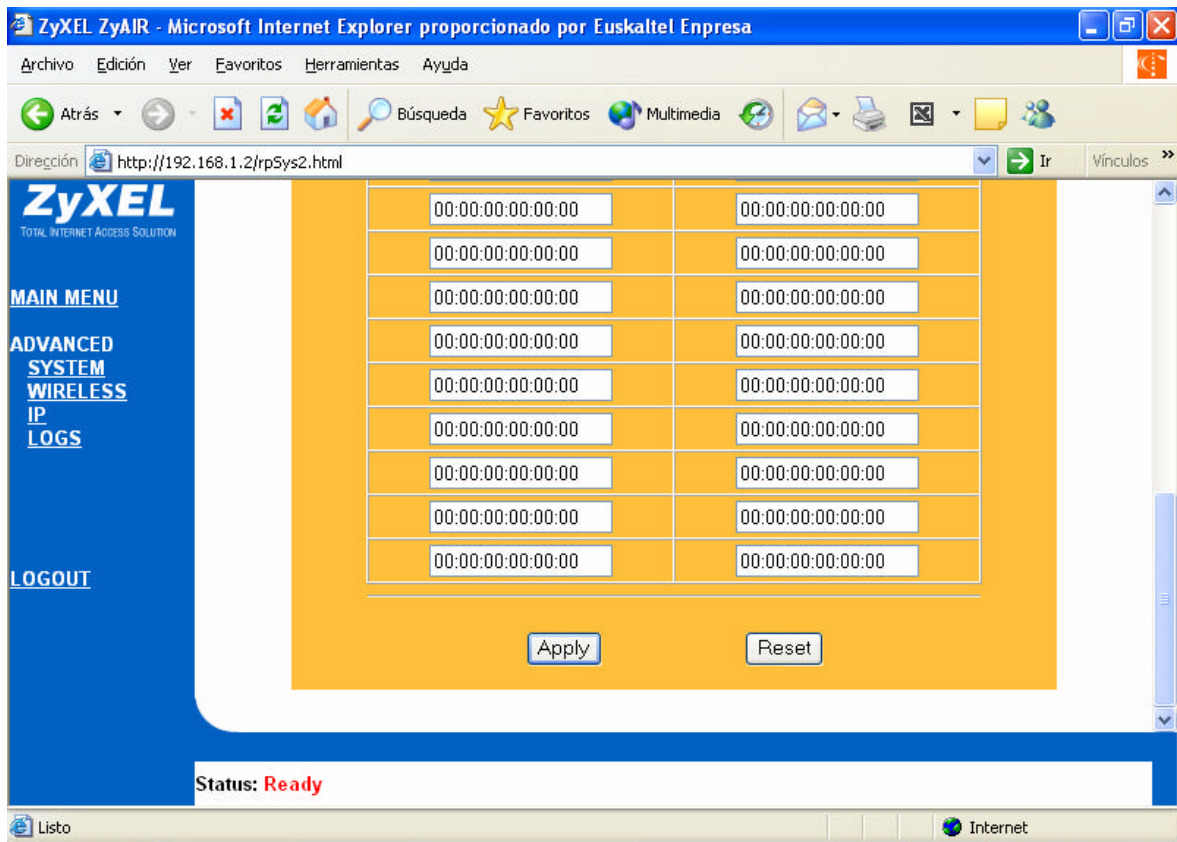 ZyXEL ZyAIR - Microsoft Internet Explorer proporcionado por Euskaltel Enpresa
Archivo Edición Ver Favoritos Herramientas Ayuda
Atrás Búsqueda Favoritos Multimedia
Dirección http://192.168.1.2/rpSys2.html Ir Vínculos »
ZyXEL
TOTAL INTERNET ACCESS SOLUTION
MAIN MENU
ADVANCED
SYSTEM
WIRELESS
IP
LOGS
LOGOUT
00:00:00:00:00:00 00:00:00:00:00:00
00:00:00:00:00:00 00:00:00:00:00:00
00:00:00:00:00:00 00:00:00:00:00:00
00:00:00:00:00:00 00:00:00:00:00:00
00:00:00:00:00:00 00:00:00:00:00:00
00:00:00:00:00:00 00:00:00:00:00:00
00:00:00:00:00:00 00:00:00:00:00:00
00:00:00:00:00:00 00:00:00:00:00:00
00:00:00:00:00:00 00:00:00:00:00:00
Apply Reset
Status: Ready
Listo Internet